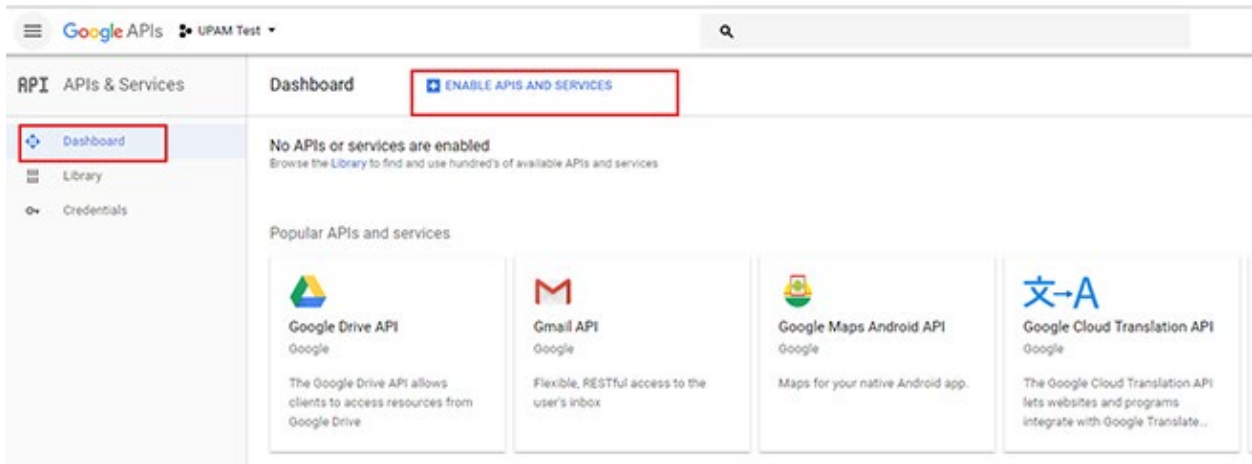 Google APIs UPAM Test
API APIs & Services
Dashboard
ENABLE APIS AND SERVICES
Dashboard
Library
Credentials
No APIs or services are enabled
Browse the Library to find and use hundred's of available APIs and services
Popular APIs and services
Google Drive API
Google
The Google Drive API allows
clients to access resources from
Google Drive
Gmail API
Google
Flexible, RESTful access to the
user's inbox
Google Maps Android API
Google
Maps for your native Android app.
文→A
Google Cloud Translation API
Google
The Google Cloud Translation API
lets websites and programs
integrate with Google Translate...